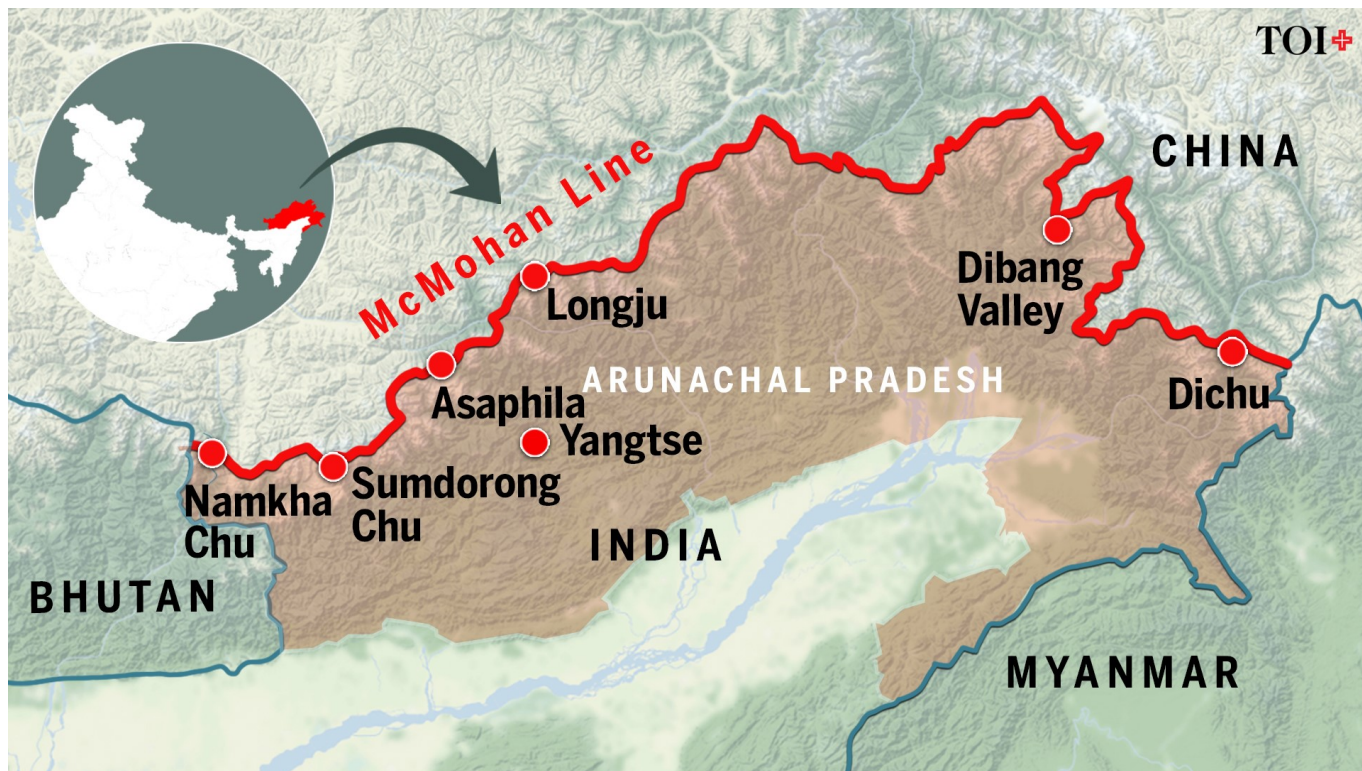 TOI+
CHINA
McMohan Line
Longju
Dibang
Valley
ARUNACHAL PRADESH
Dichu
Asaphila
Yangtse
Namkha
Chu
Sumdorong
Chu
INDIA
BHUTAN
MYANMAR